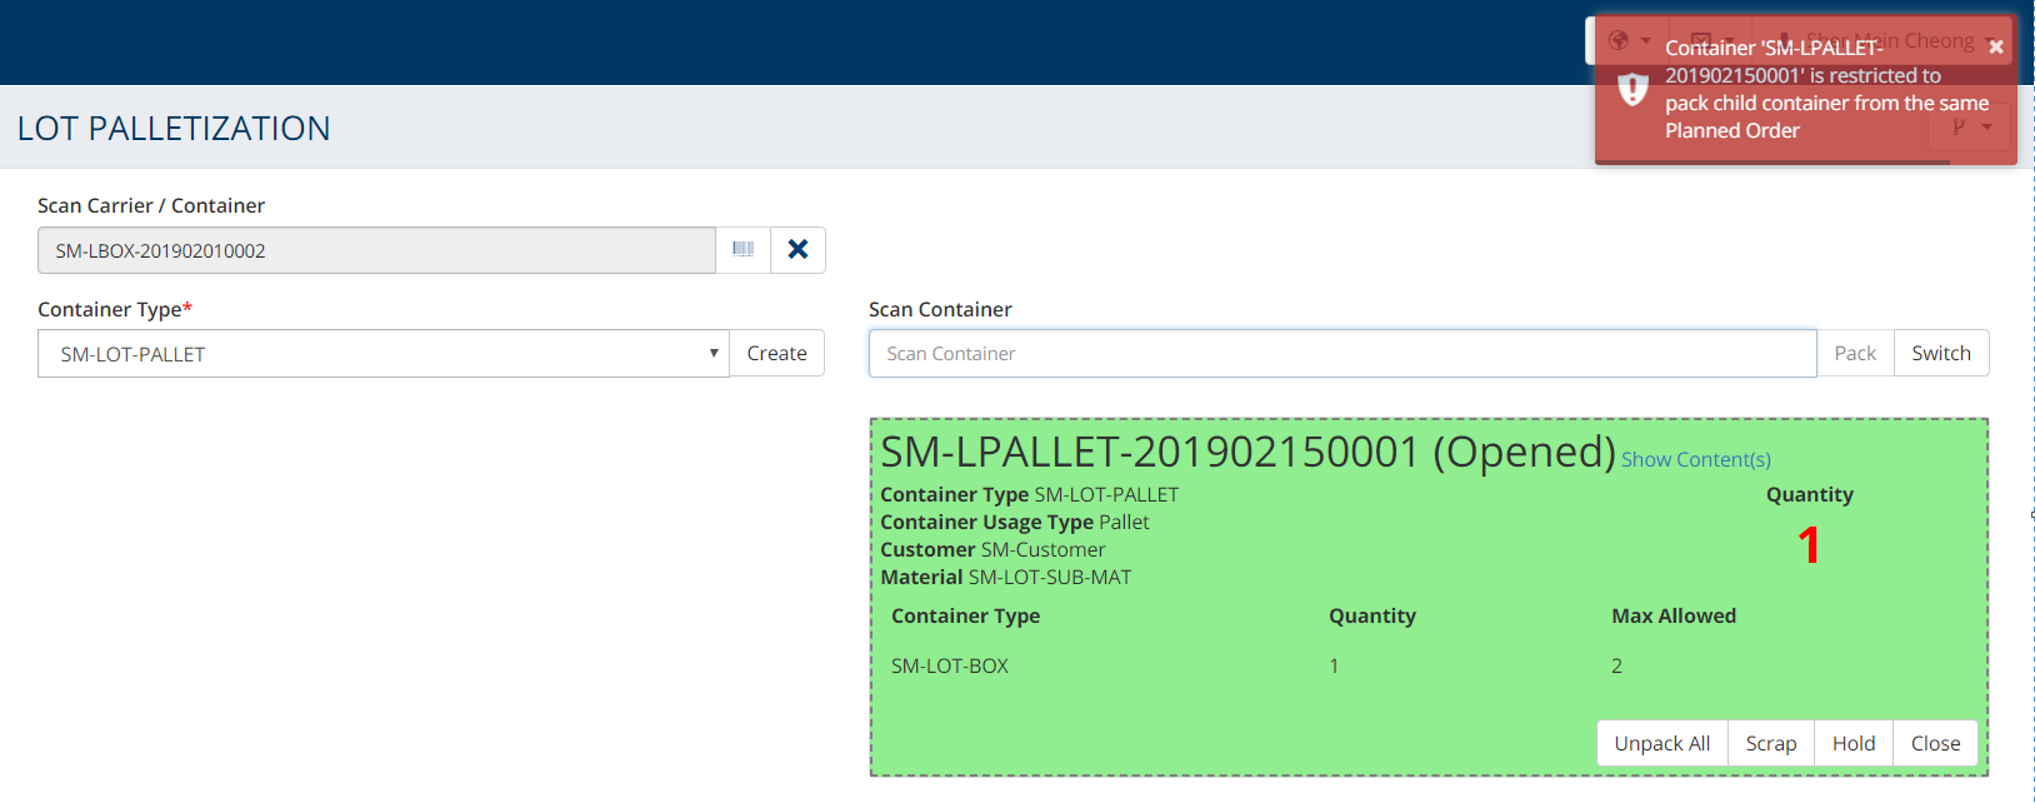 Sher Mein Cheong
Container 'SM-LPALLET-
201902150001' is restricted to
pack child container from the same
Planned Order
LOT PALLETIZATION
Scan Carrier / Container
SM-LBOX-201902010002
Container Type*
SM-LOT-PALLET
Create
Scan Container
Scan Container
Pack
Switch
SM-LPALLET-201902150001 (Opened) Show Content(s)
Container Type SM-LOT-PALLET
Quantity
Container Usage Type Pallet
1
Customer SM-Customer
Material SM-LOT-SUB-MAT
Container Type Quantity Max Allowed
SM-LOT-BOX 1 2
Unpack All Scrap Hold Close